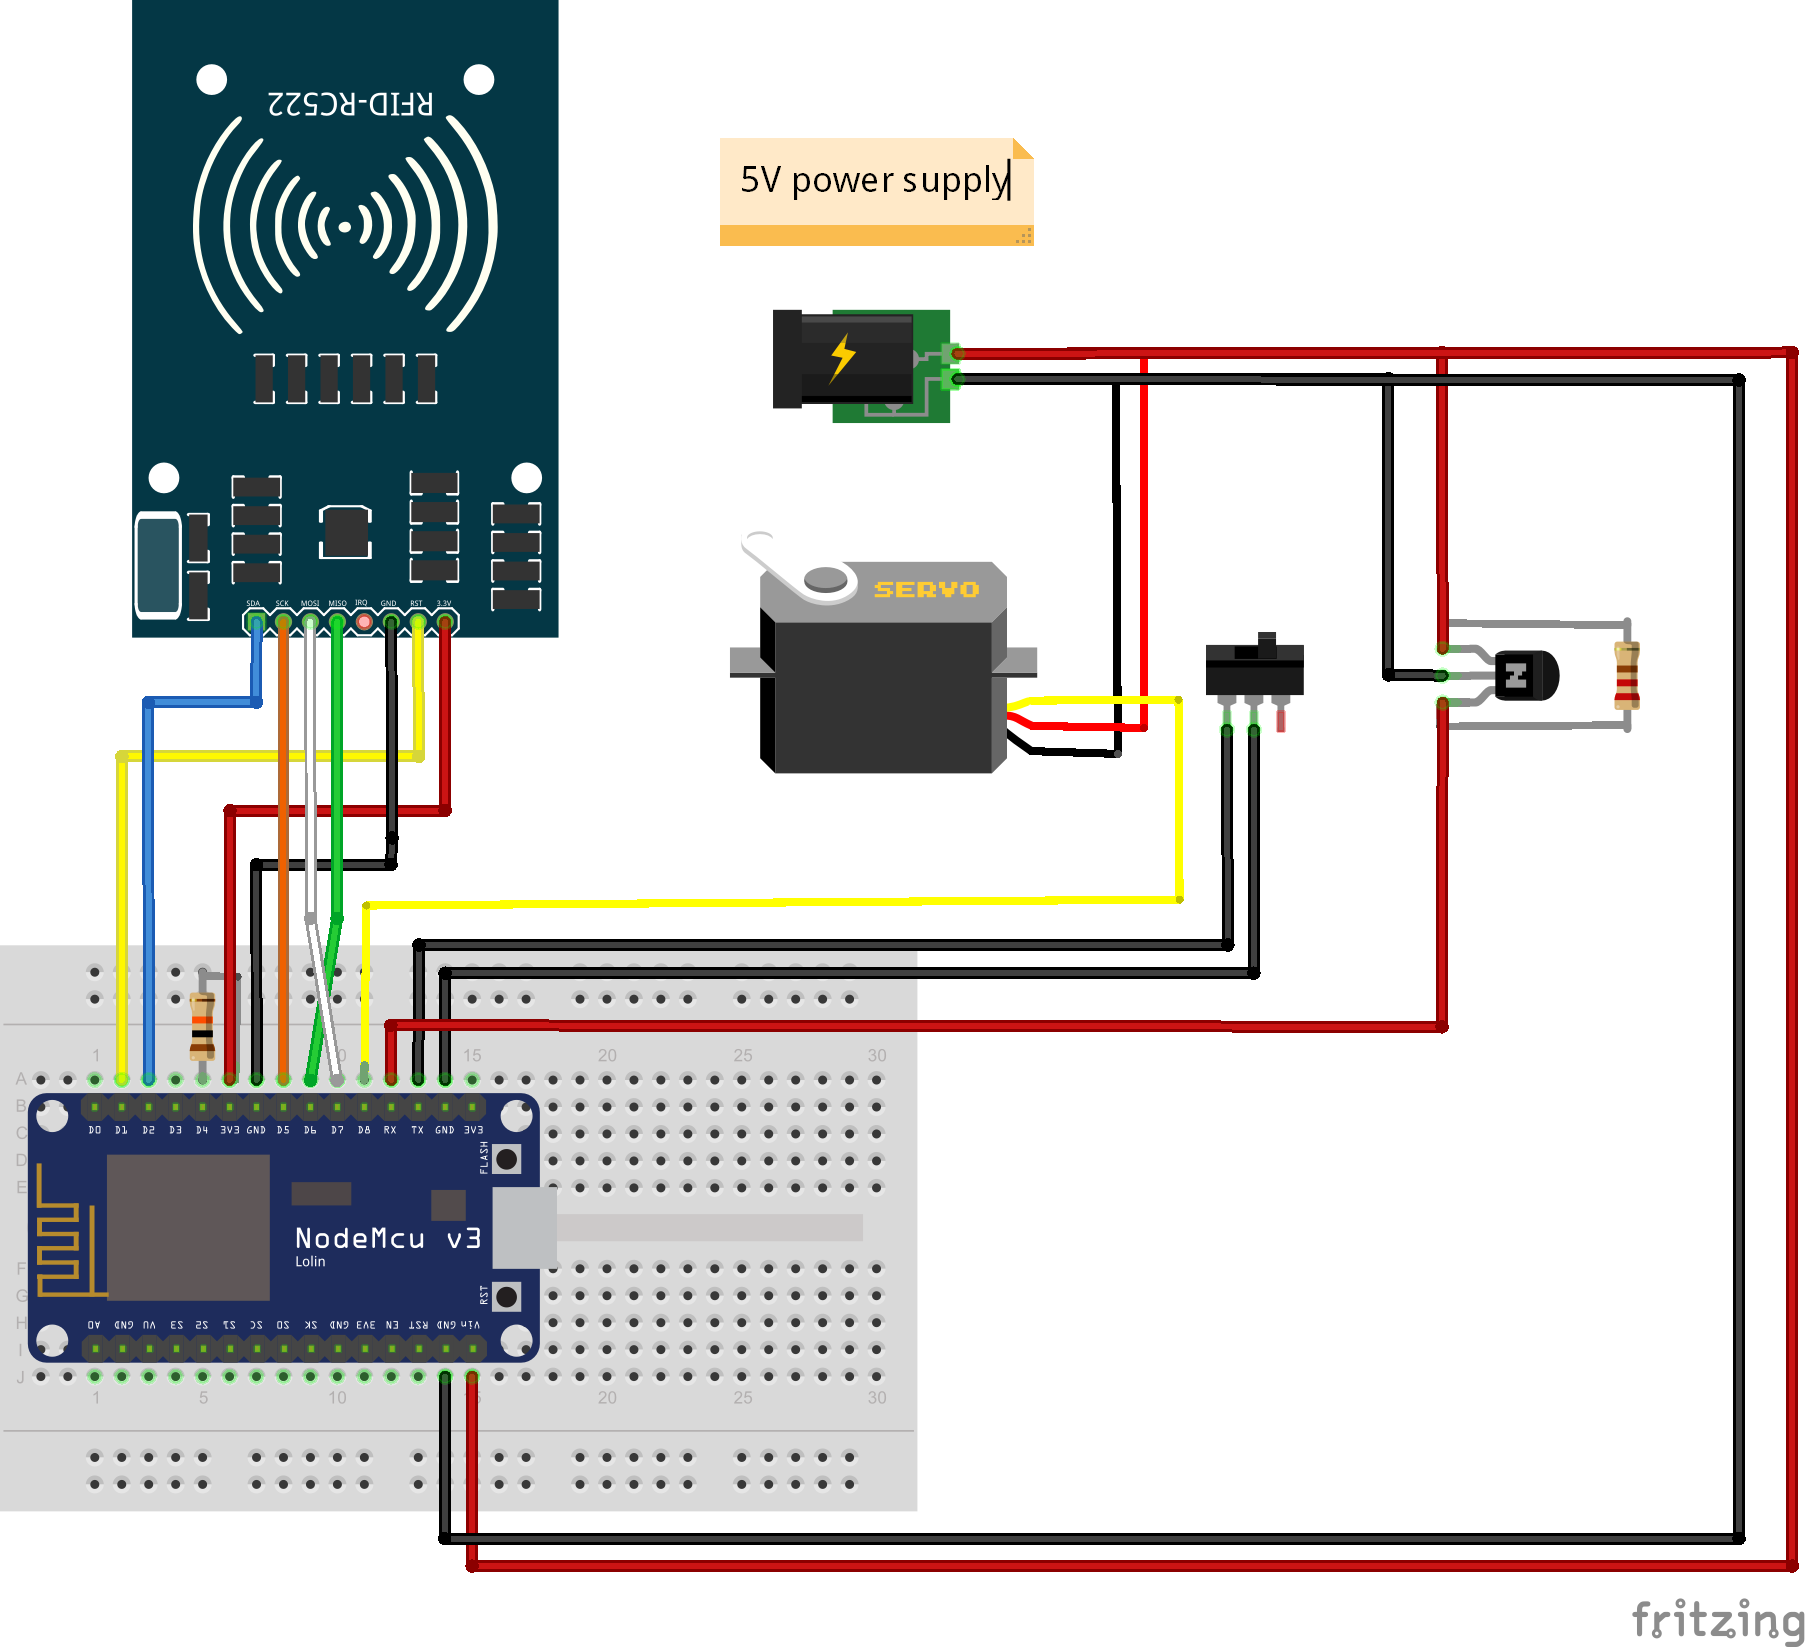 RFID-RC522
5V power supply
SERVO
SDA SCK MOSI MISO IRQ GND RST 3.3V
N
1 10 15 20 25 30
A
B
C
D
E
D0 D1 D2 D3 D4 3V3 GND D5 D6 D7 D8 RX TX GND 3V3
FLASH
NodeMcu v3
Lolin
RST
F
G
H
I
J
A0 GND VU S3 S2 S1 SC S0 SK GND 3V3 EN RST GND Vin
1 5 10 15 20 25 30
fritzing